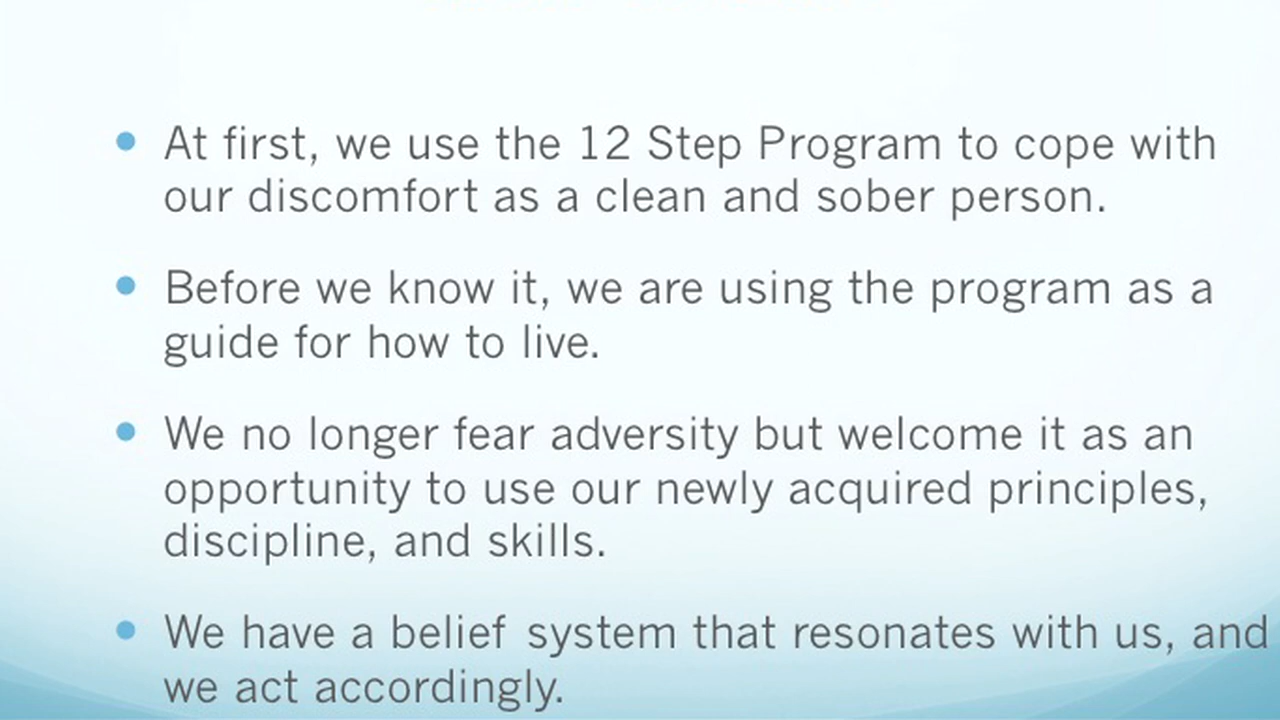 • At first, we use the 12 Step Program to cope with
our discomfort as a clean and sober person.
• Before we know it, we are using the program as a
guide for how to live.
• We no longer fear adversity but welcome it as an
opportunity to use our newly acquired principles,
discipline, and skills.
• We have a belief system that resonates with us, and
we act accordingly.